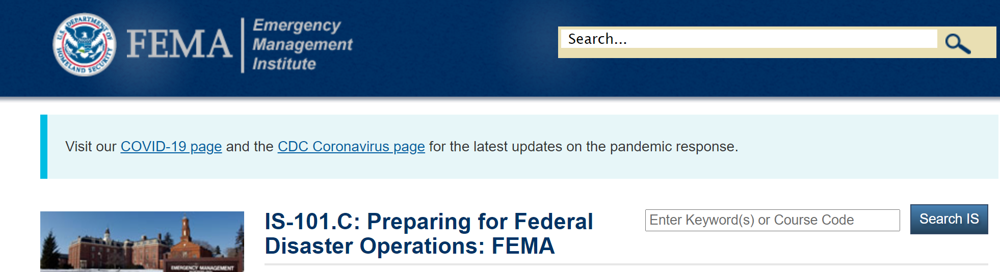 U.S. DEPARTMENT OF
HOMELAND SECURITY
FEMA
Emergency
Management
Institute
Search...
Visit our COVID-19 page and the CDC Coronavirus page for the latest updates on the pandemic response.
IS-101.C: Preparing for Federal
Disaster Operations: FEMA
Enter Keyword(s) or Course Code
Search IS
EMERGENCY MANAGEMENT